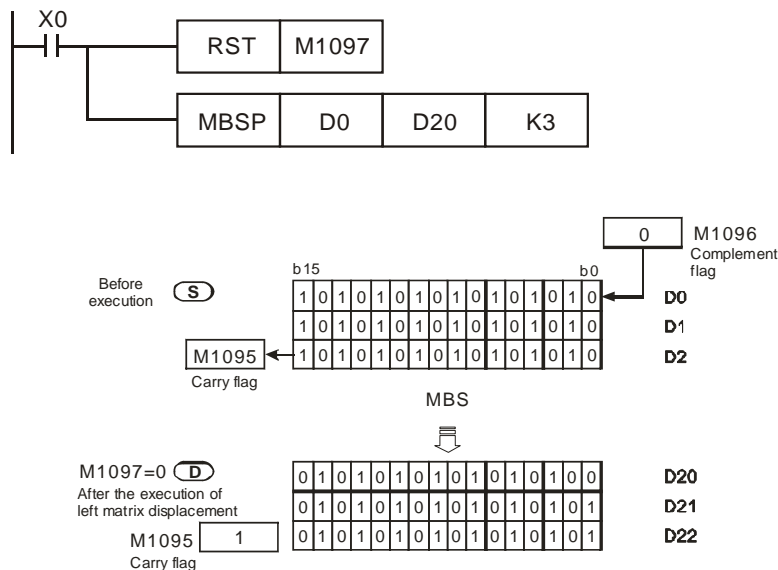 X0
RST M1097
MBSP D0 D20 K3
0 M1096
Complement
flag
b15 b0
Before
execution
S
1 0 1 0 1 0 1 0 1 0 1 0 1 0 1 0 D0
1 0 1 0 1 0 1 0 1 0 1 0 1 0 1 0 D1
M1095 1 0 1 0 1 0 1 0 1 0 1 0 1 0 1 0 D2
Carry flag
MBS
M1097=0 D
After the execution of
left matrix displacement
0 1 0 1 0 1 0 1 0 1 0 1 0 1 0 0 D20
0 1 0 1 0 1 0 1 0 1 0 1 0 1 0 1 D21
0 1 0 1 0 1 0 1 0 1 0 1 0 1 0 1 D22
M1095 1
Carry flag